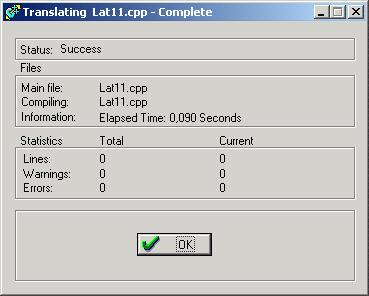 Translating Lat11.cpp - Complete
Status: Success
Files
Main file: Lat11.cpp
Compiling: Lat11.cpp
Information: Elapsed Time: 0,090 Seconds
Statistics Total Current
Lines: 0 0
Warnings: 0 0
Errors: 0 0
OK